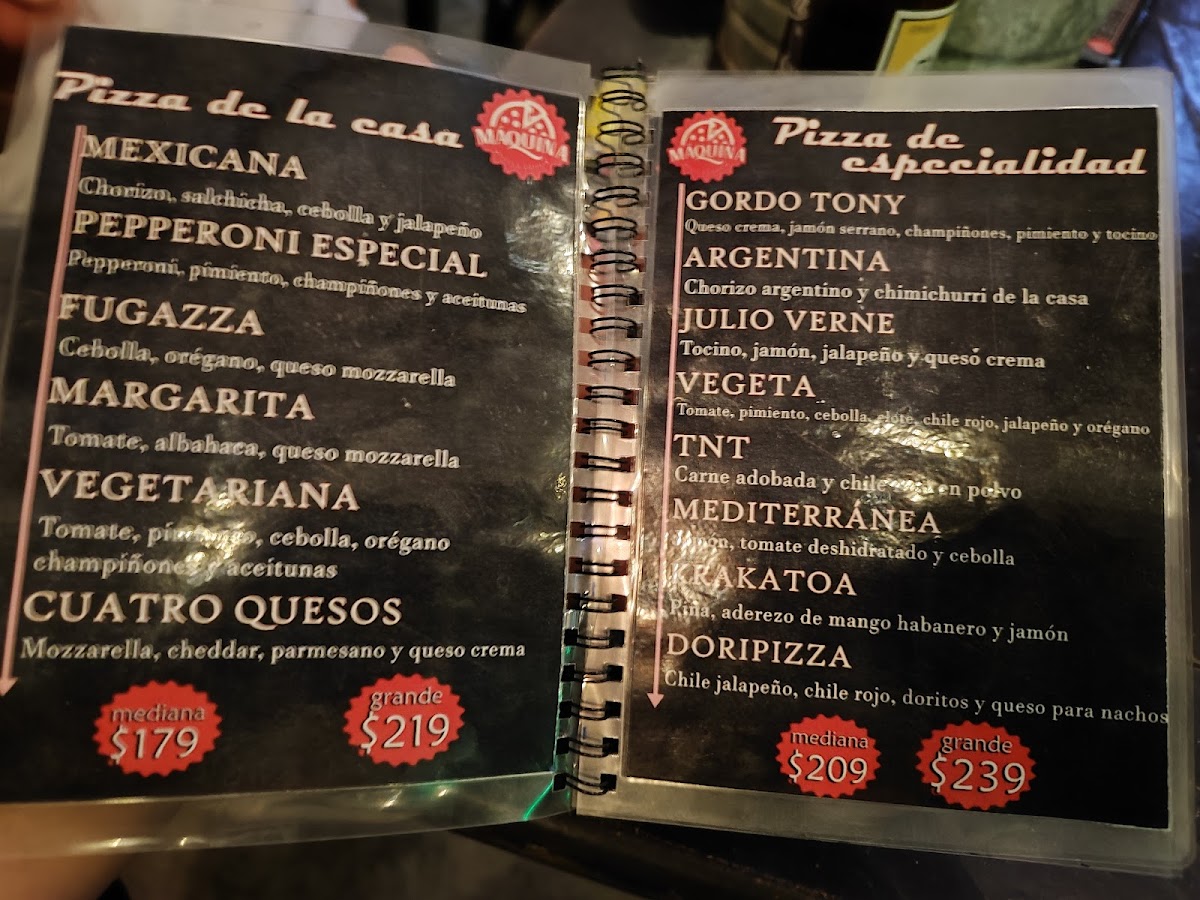 Pizza de la casa
MAQUINA
MEXICANA
Chorizo, salchicha, cebolla y jalapeño
PEPPERONI ESPECIAL
Pepperoni, pimiento, champiñones y aceitunas
FUGAZZA
Cebolla, orégano, queso mozzarella
MARGARITA
Tomate, albahaca, queso mozzarella
VEGETARIANA
Tomate, pimiento, cebolla, orégano
champiñones y aceitunas
CUATRO QUESOS
Mozzarella, cheddar, parmesano y queso crema
mediana
$179
grande
$219
MAQUINA
Pizza de
especialidad
GORDO TONY
Queso crema, jamón serrano, champiñones, pimiento y tocino
ARGENTINA
Chorizo argentino y chimichurri de la casa
JULIO VERNE
Tocino, jamón, jalapeño y queso crema
VEGETA
Tomate, pimiento, cebolla, elote, chile rojo, jalapeño y orégano
TNT
Carne adobada y chile en polvo
MEDITERRÁNEA
tomate deshidratado y cebolla
KRAKATOA
Piña, aderezo de mango habanero y jamón
DORIPIZZA
Chile jalapeño, chile rojo, doritos y queso para nachos
mediana
$209
grande
$239